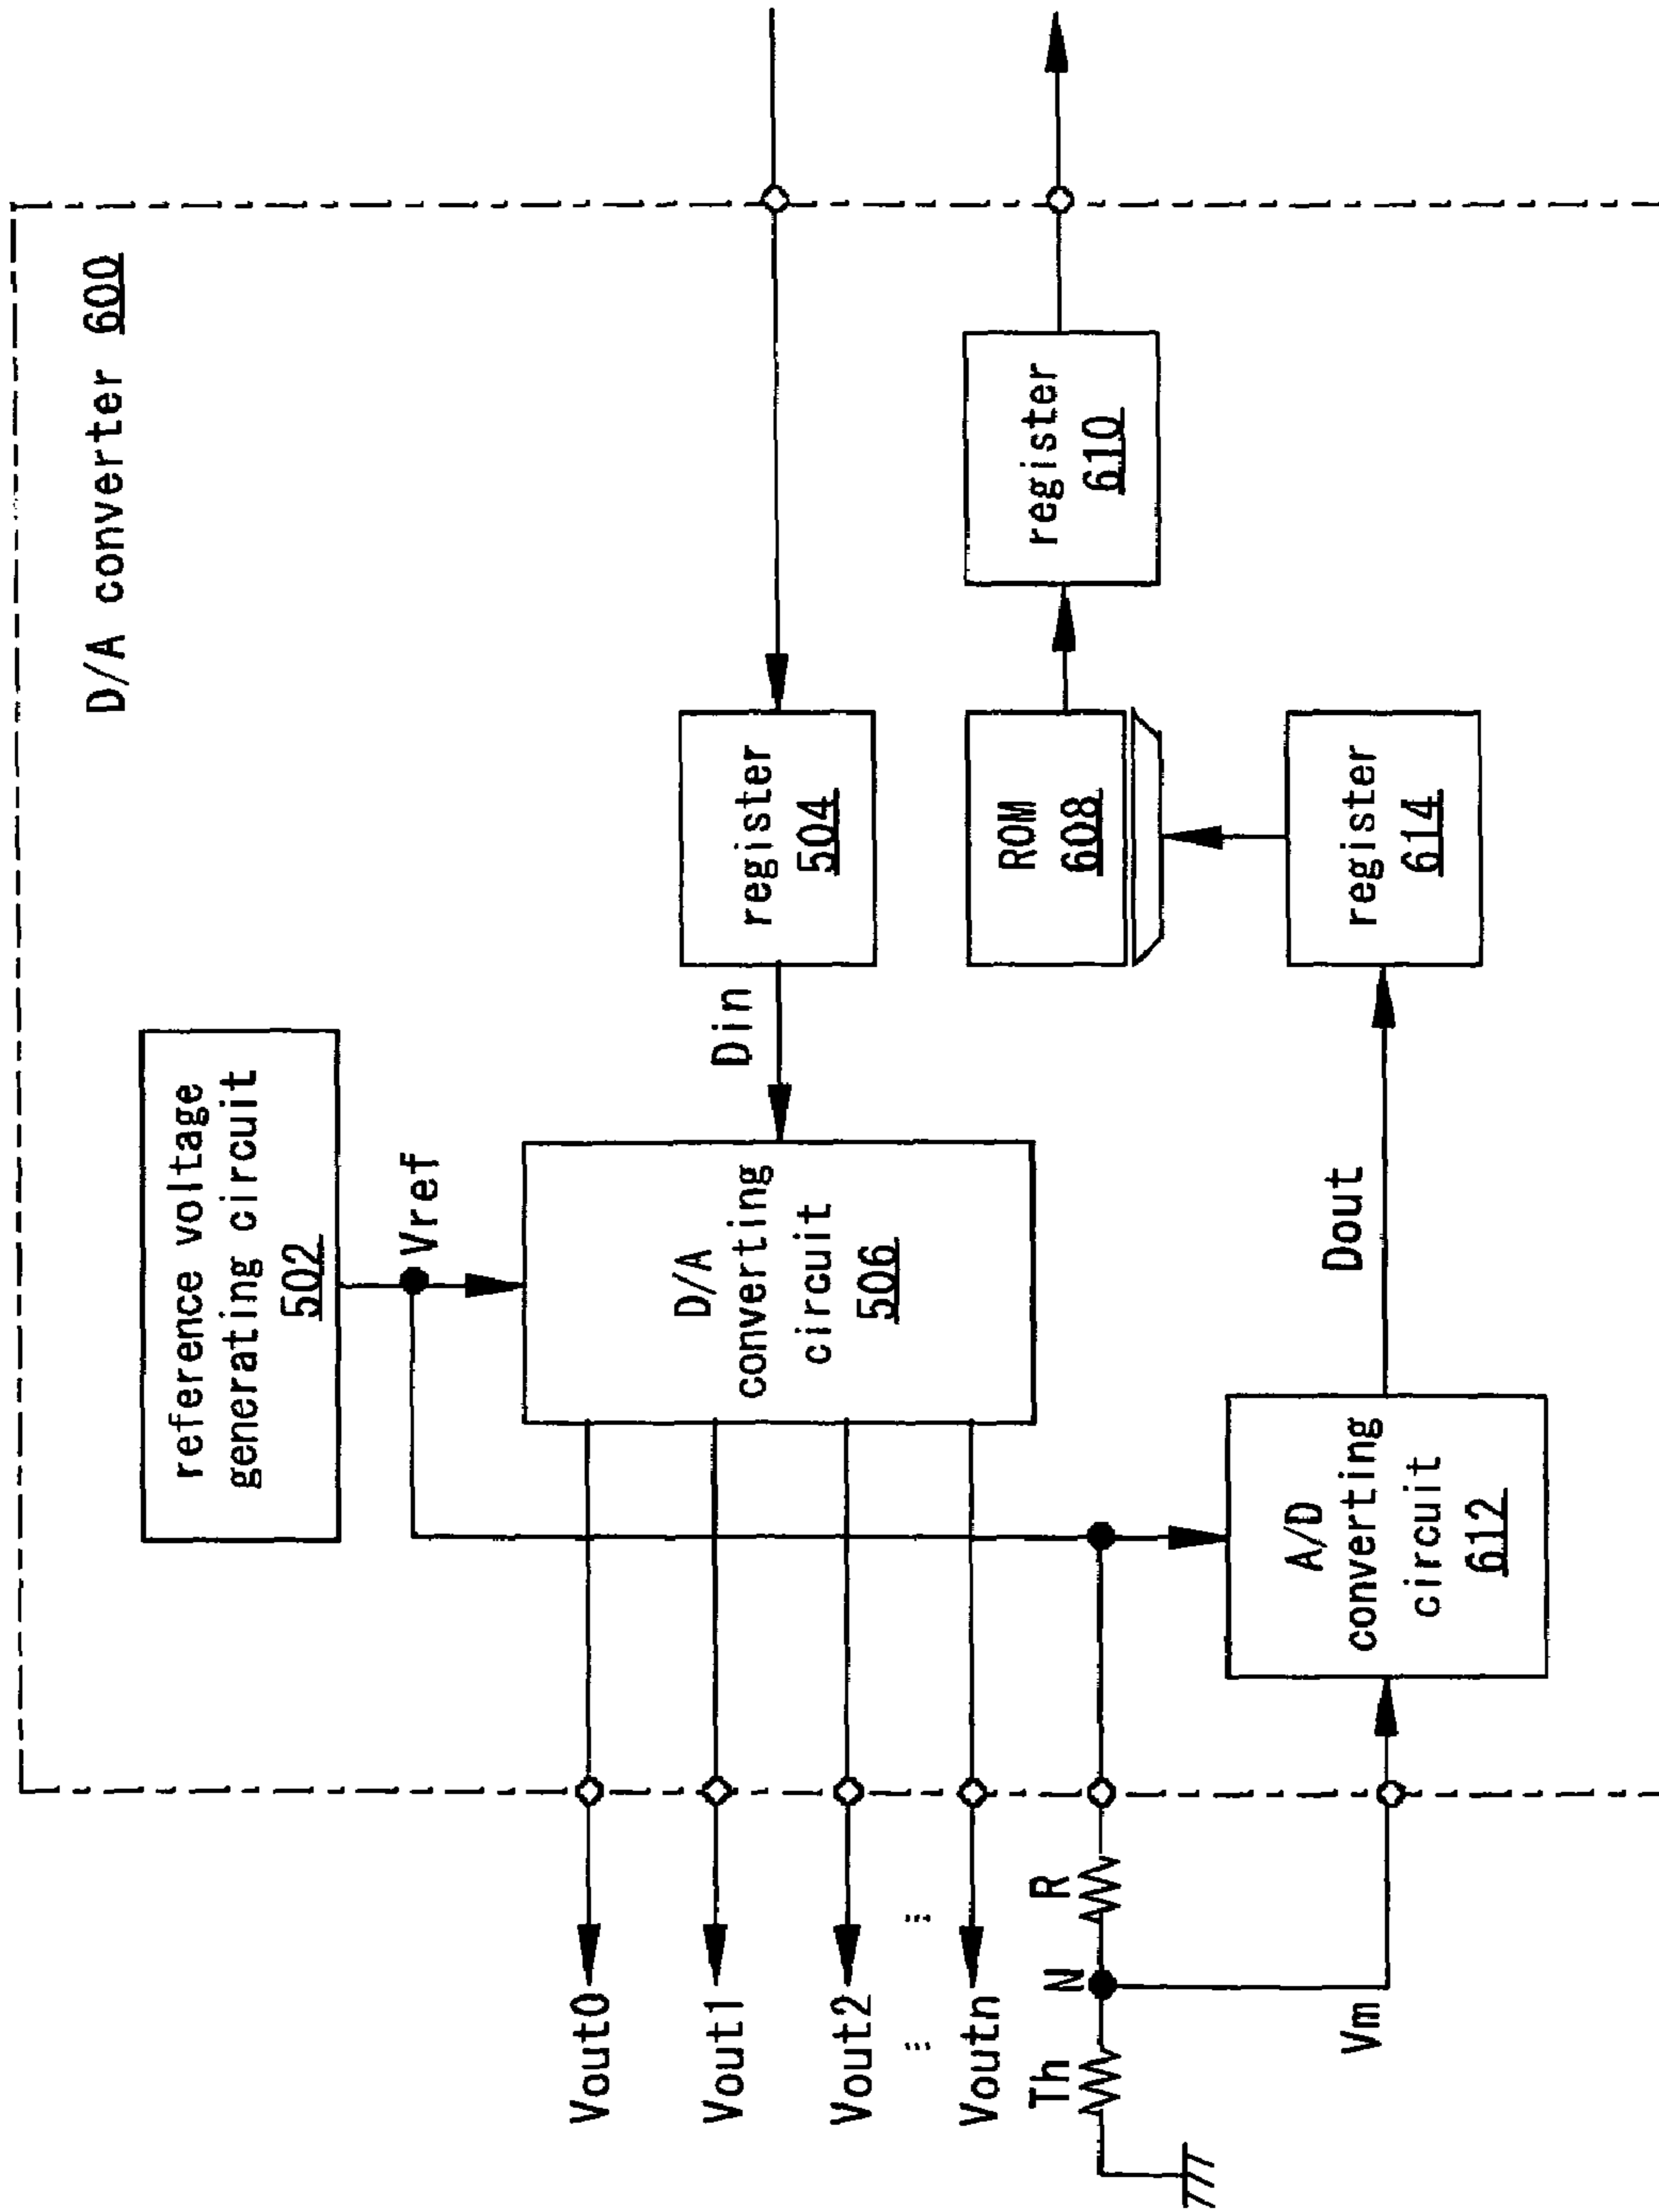 D/A converter 600
reference voltage
generating circuit
502
Vref
D/A
converting
circuit
506
Din
register
504
Vout0
Vout1
Vout2
Voutn
:
:
Th
N
R
Vm
A/D
converting
circuit
612
Dout
register
614
ROM
608
register
610